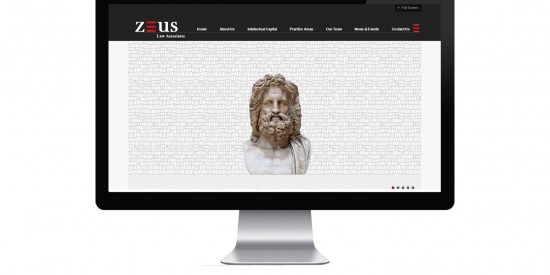 Full Screen
ZEUS
Law Associates
Home About Us Intellectual Capital Practice Areas Our Team News & Events Contact Us